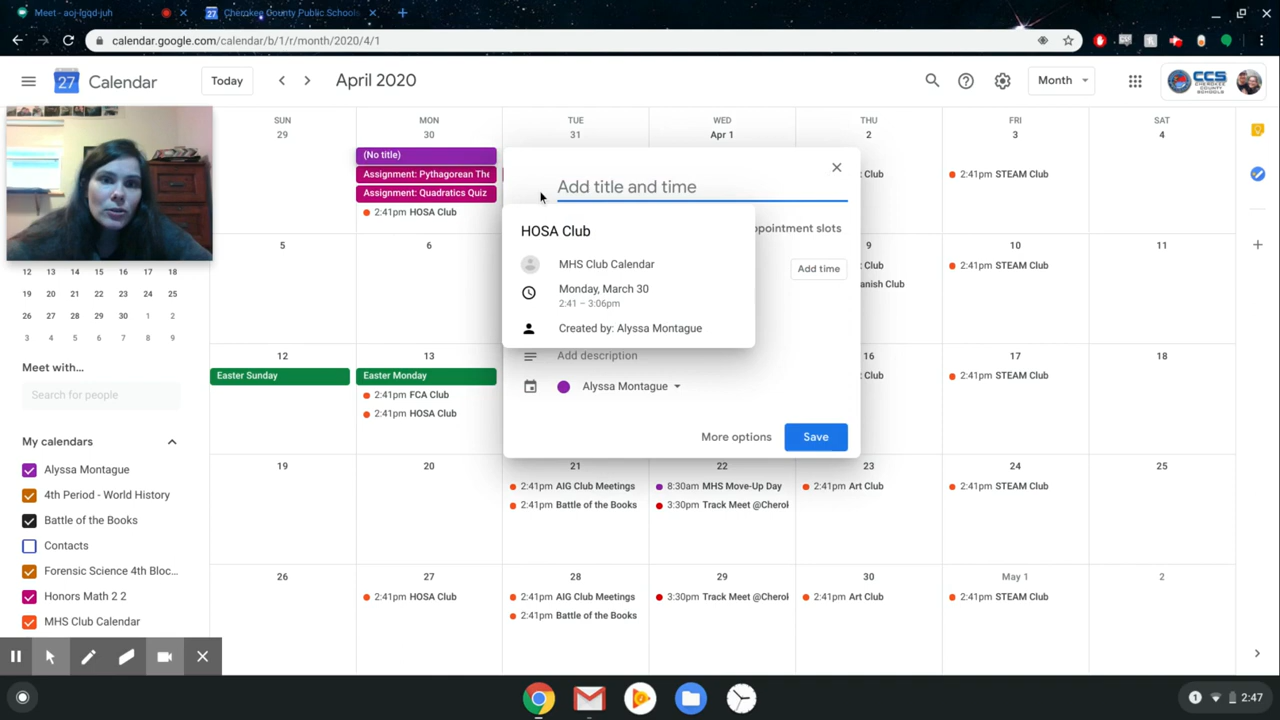 Meet - aoj-fgqd-juh
27 Cherokee County Public Schools
calendar.google.com/calendar/b/1/r/month/2020/4/1
27 Calendar Today April 2020 Month CCS
CHEROKEE COUNTY SCHOOLS
SUN MON TUE WED THU FRI SAT
29 30 31 Apr 1 2 3 4
(No title)
Assignment: Pythagorean The
Assignment: Quadratics Quiz
2:41pm HOSA Club
Club
2:41pm STEAM Club
Add title and time
HOSA Club
MHS Club Calendar
Monday, March 30
2:41 – 3:06pm
Created by: Alyssa Montague
ppointment slots
Add time
Add description
Alyssa Montague
More options Save
5 6 9 10 11
Club
anish Club
2:41pm STEAM Club
12 13 16 17 18
Easter Sunday
Easter Monday
2:41pm FCA Club
2:41pm HOSA Club
Club
2:41pm STEAM Club
19 20 21 22 23 24 25
2:41pm AIG Club Meetings
2:41pm Battle of the Books
8:30am MHS Move-Up Day
3:30pm Track Meet @Cherok
2:41pm Art Club
2:41pm STEAM Club
26 27 28 29 30 May 1 2
2:41pm HOSA Club
2:41pm AIG Club Meetings
2:41pm Battle of the Books
3:30pm Track Meet @Cherok
2:41pm Art Club
2:41pm STEAM Club
12 13 14 15 16 17 18
19 20 21 22 23 24 25
26 27 28 29 30 1 2
3 4 5 6 7 8 9
Meet with...
Search for people
My calendars
Alyssa Montague
4th Period - World History
Battle of the Books
Contacts
Forensic Science 4th Bloc...
Honors Math 2 2
MHS Club Calendar
1 2:47